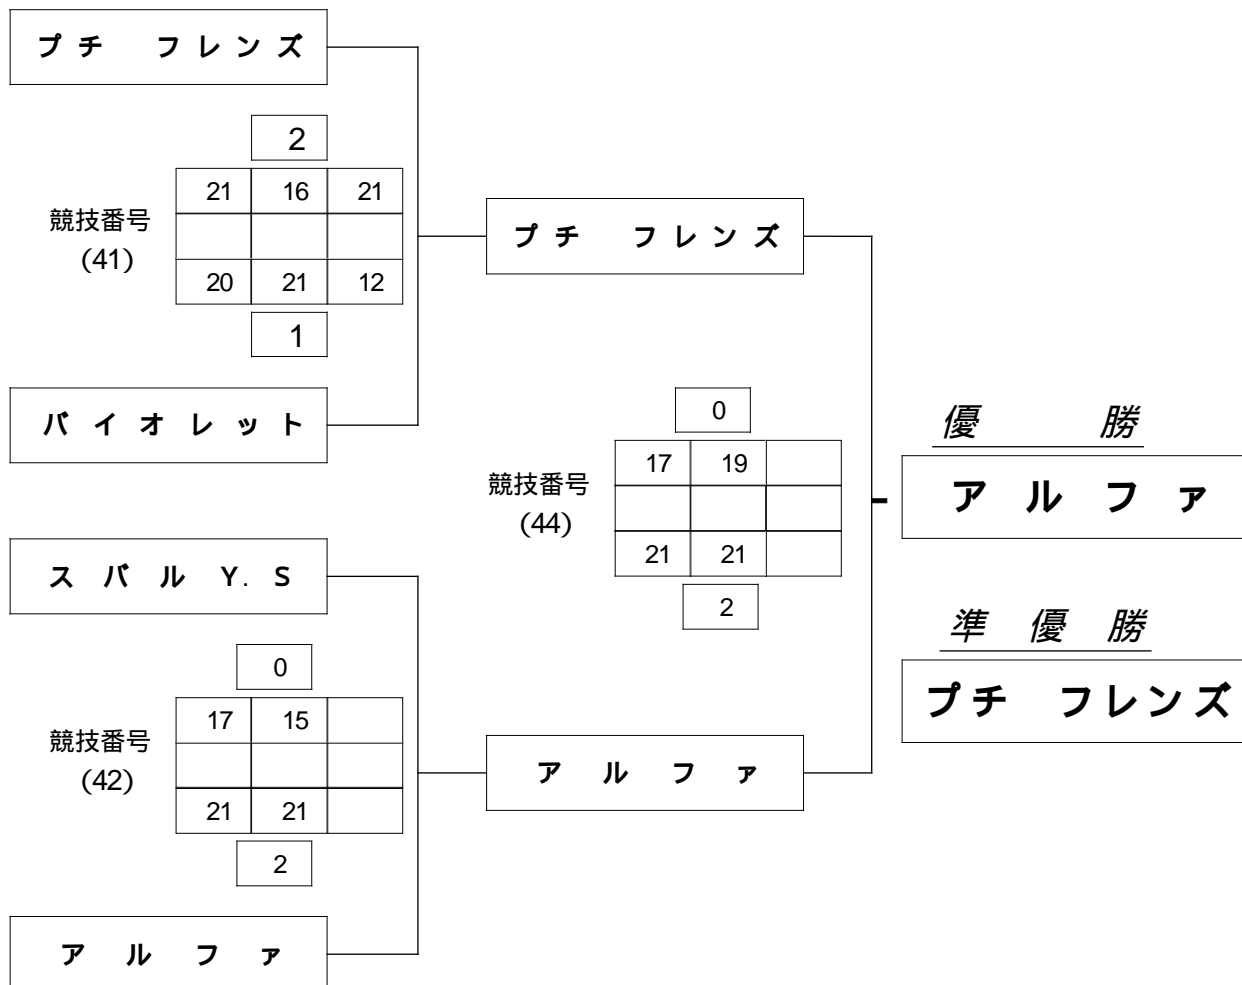 プチ フレンズ
2
21 16 21
競技番号
(41)
20 21 12
1
バイオレット
プチ フレンズ
スバル Y.S
0
17 15
競技番号
(42)
21 21
2
アルファ
アルファ
0
17 19
競技番号
(44)
21 21
2
優 勝
アルファ
準 優 勝
プチ フレンズ